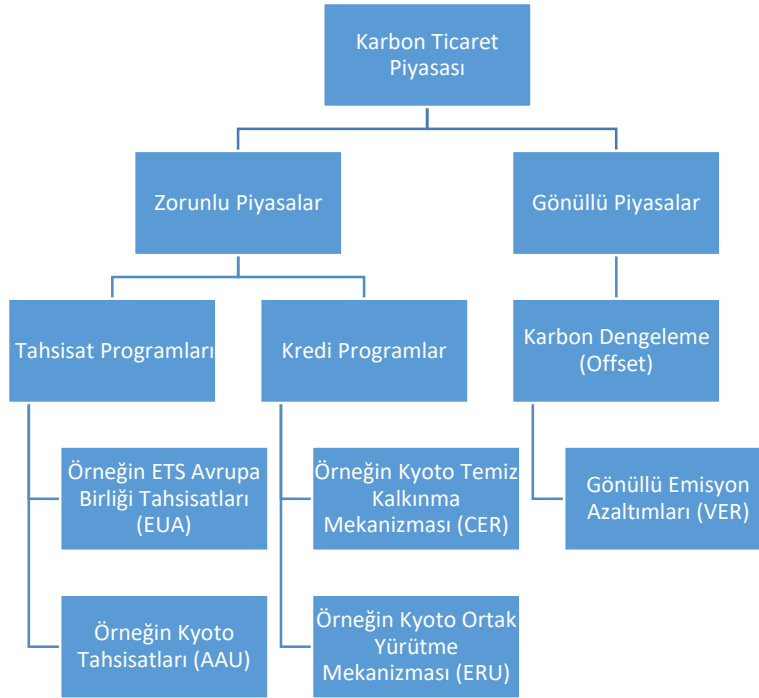 Karbon Ticaret
Piyasası
Zorunlu Piyasalar
Gönüllü Piyasalar
Tahsisat Programları
Kredi Programlar
Karbon Dengeleme
(Offset)
Örneğin ETS Avrupa
Birliği Tahsisatları
(EUA)
Örneğin Kyoto Temiz
Kalkınma
Mekanizması (CER)
Gönüllü Emisyon
Azaltımları (VER)
Örneğin Kyoto
Tahsisatları (AAU)
Örneğin Kyoto Ortak
Yürütme
Mekanizması (ERU)